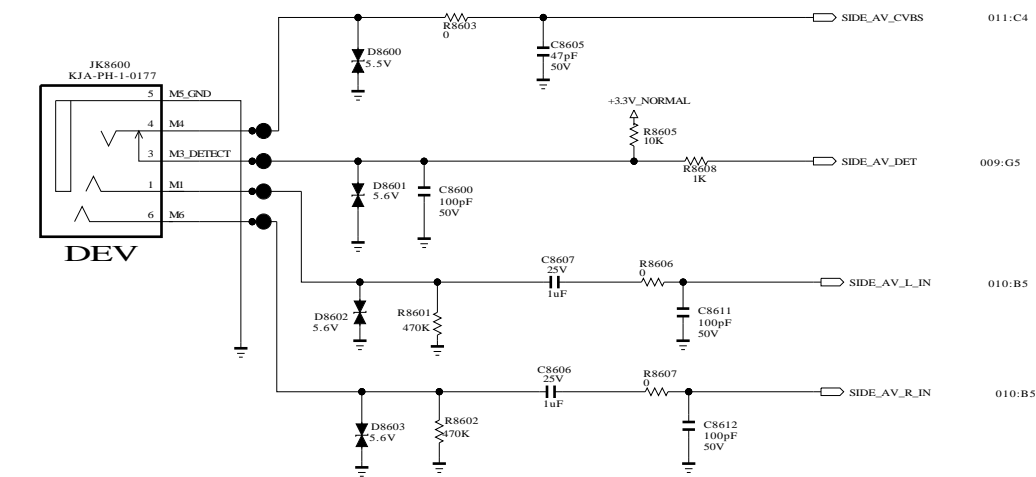 SIDE_AV_CVBS 011:C4
R8603
0
D8600
5.5V
C8605
47pF
50V
JK8600
KJA-PH-1-0177
5 M5_GND
4 M4
3 M3_DETECT
1 M1
6 M6
DEV
+3.3V_NORMAL
R8605
10K
R8608
1K
SIDE_AV_DET 009:G5
D8601
5.6V
C8600
100pF
50V
C8607
25V
1uF
R8606
0
SIDE_AV_L_IN 010:B5
D8602
5.6V
R8601
470K
C8611
100pF
50V
C8606
25V
1uF
R8607
0
SIDE_AV_R_IN 010:B5
D8603
5.6V
R8602
470K
C8612
100pF
50V